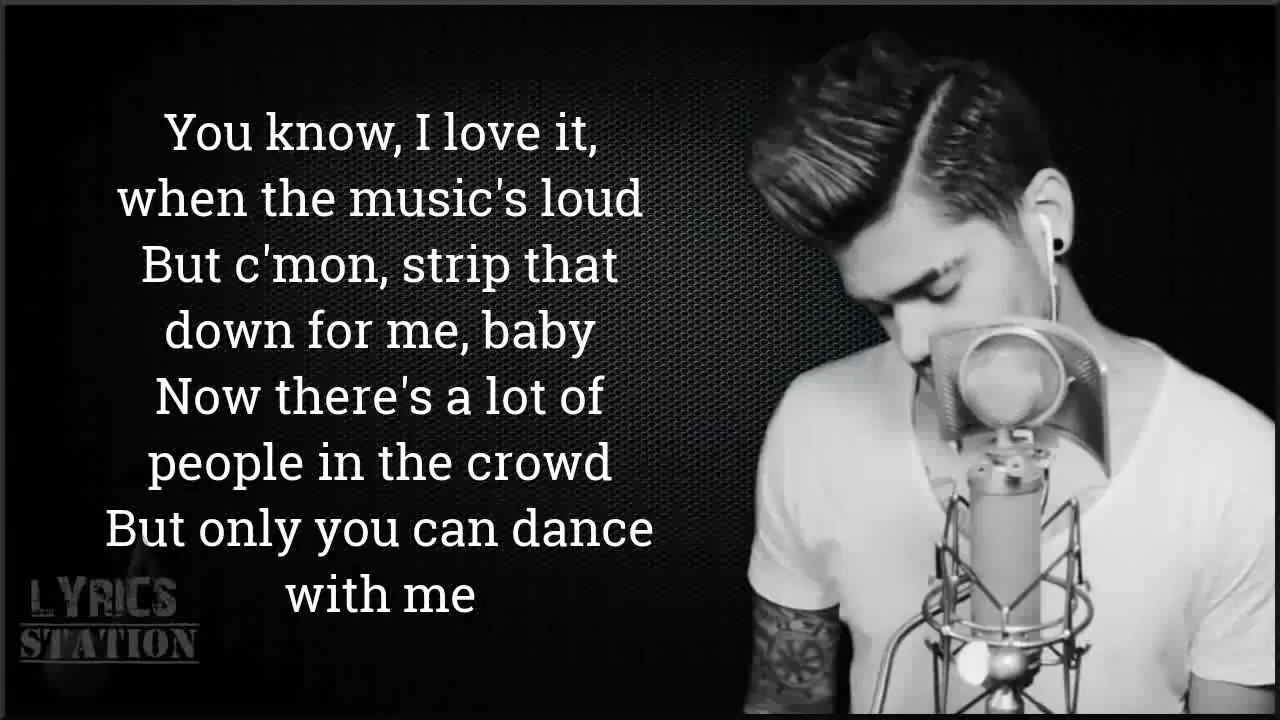 You know, I love it,
when the music's loud
But c'mon, strip that
down for me, baby
Now there's a lot of
people in the crowd
But only you can dance
with me
LYRICS
STATION